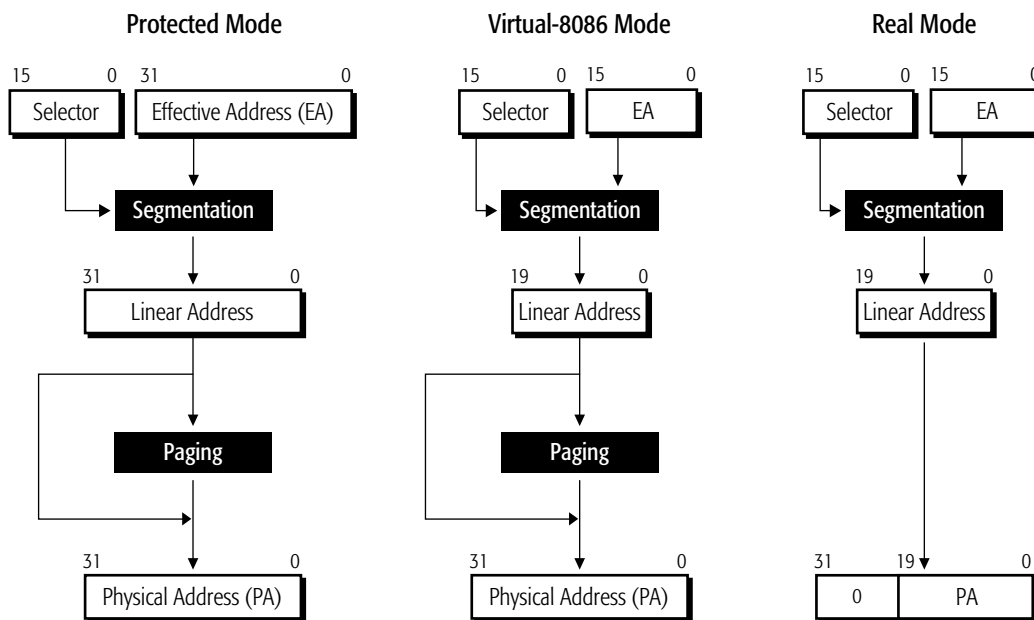 Protected Mode Virtual-8086 Mode Real Mode
15 0 31 0 15 0 15 0 15 0 15 0
Selector Effective Address (EA) Selector EA Selector EA
Segmentation Segmentation Segmentation
31 0 19 0 19 0
Linear Address Linear Address Linear Address
Paging Paging
31 0 31 0 31 19 0
Physical Address (PA) Physical Address (PA) 0 PA